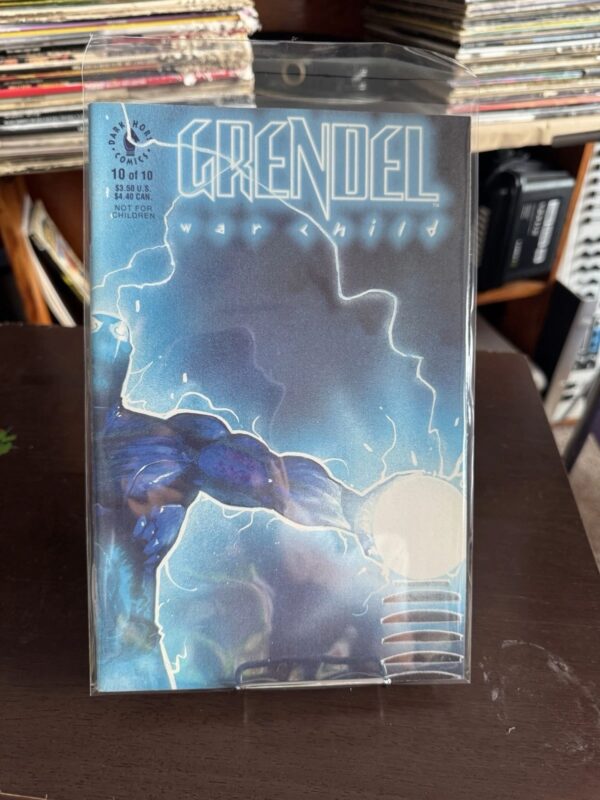 DARK HORSE
COMICS
10 of 10
$3.50 U.S.
$4.40 CAN.
NOT FOR
CHILDREN
GRENDEL
war child